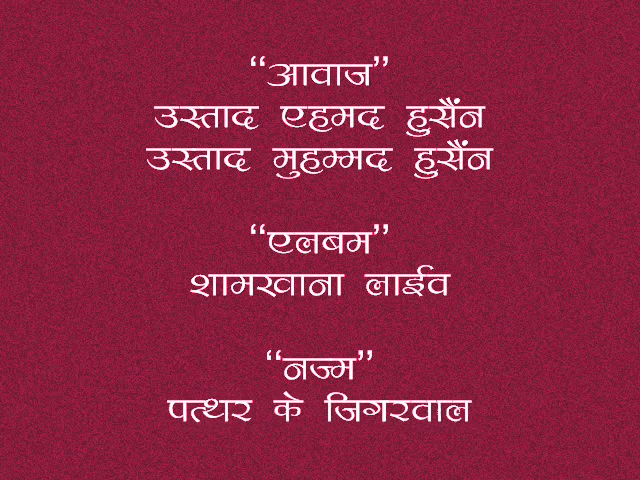 “आवाज”
उस्ताद एहमद हुसैंन
उस्ताद मुहम्मद हुसैंन
“एलबम”
शामखाना लाईव
“नज्म”
पत्थर के जिगरवाल